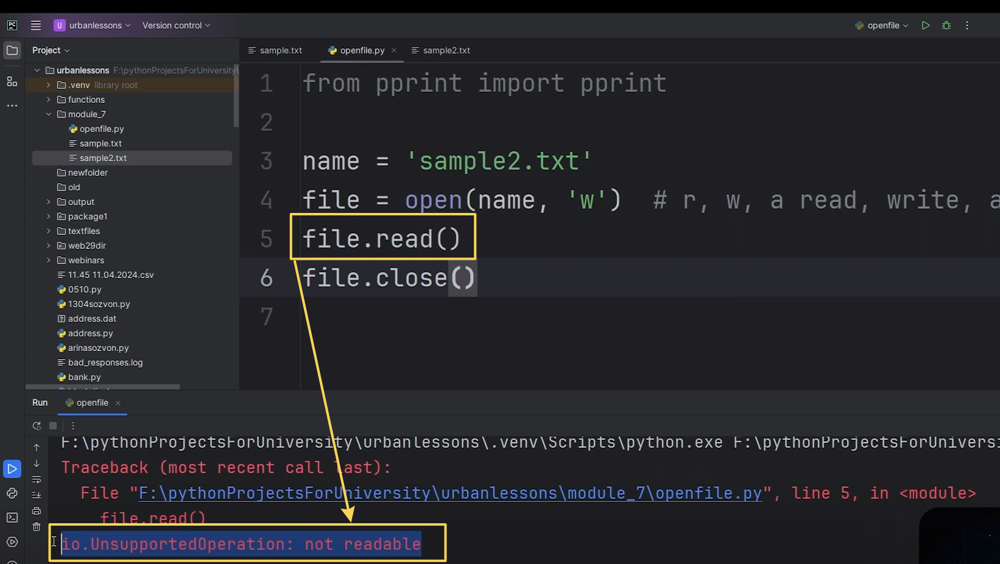 PC
U urbanlessons
Version control
openfile
Project
sample.txt
openfile.py
sample2.txt
urbanlessons F:\pythonProjectsForUniversity\
.venv library root
functions
module_7
openfile.py
sample.txt
sample2.txt
newfolder
old
output
package1
textfiles
web29dir
webinars
11.45 11.04.2024.csv
0510.py
1304sozvon.py
address.dat
address.py
arinasozvon.py
bad_responses.log
bank.py
1 from pprint import pprint
2
3 name = 'sample2.txt'
4 file = open(name, 'w') # r, w, a read, write, a
5 file.read()
6 file.close()
7
Run
openfile
F:\pythonProjectsForUniversity\urbanlessons\.venv\Scripts\python.exe F:\pythonProjectsForUniversi
Traceback (most recent call last):
File "F:\pythonProjectsForUniversity\urbanlessons\module_7\openfile.py", line 5, in <module>
file.read()
io.UnsupportedOperation: not readable